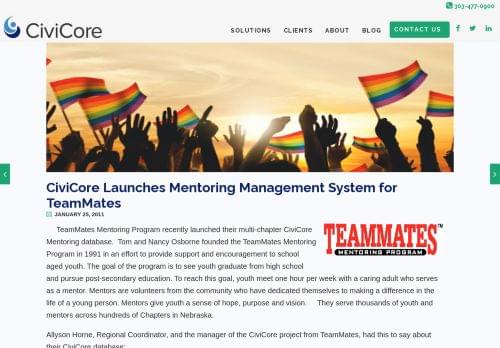 303-477-0900
CiviCore
SOLUTIONS CLIENTS ABOUT BLOG CONTACT US
CiviCore Launches Mentoring Management System for
TeamMates
JANUARY 25, 2011
TeamMates Mentoring Program recently launched their multi-chapter CiviCore
Mentoring database. Tom and Nancy Osborne founded the TeamMates Mentoring
Program in 1991 in an effort to provide support and encouragement to school
aged youth. The goal of the program is to see youth graduate from high school
TEAMMATES™
MENTORING PROGRAM
and pursue post-secondary education. To reach this goal, youth meet one hour per week with a caring adult who serves
as a mentor. Mentors are volunteers from the community who have dedicated themselves to making a difference in the
life of a young person. Mentors give youth a sense of hope, purpose and vision. They serve thousands of youth and
mentors across hundreds of Chapters in Nebraska.
Allyson Horne, Regional Coordinator, and the manager of the CiviCore project from TeamMates, had this to say about
their CiviCore database: